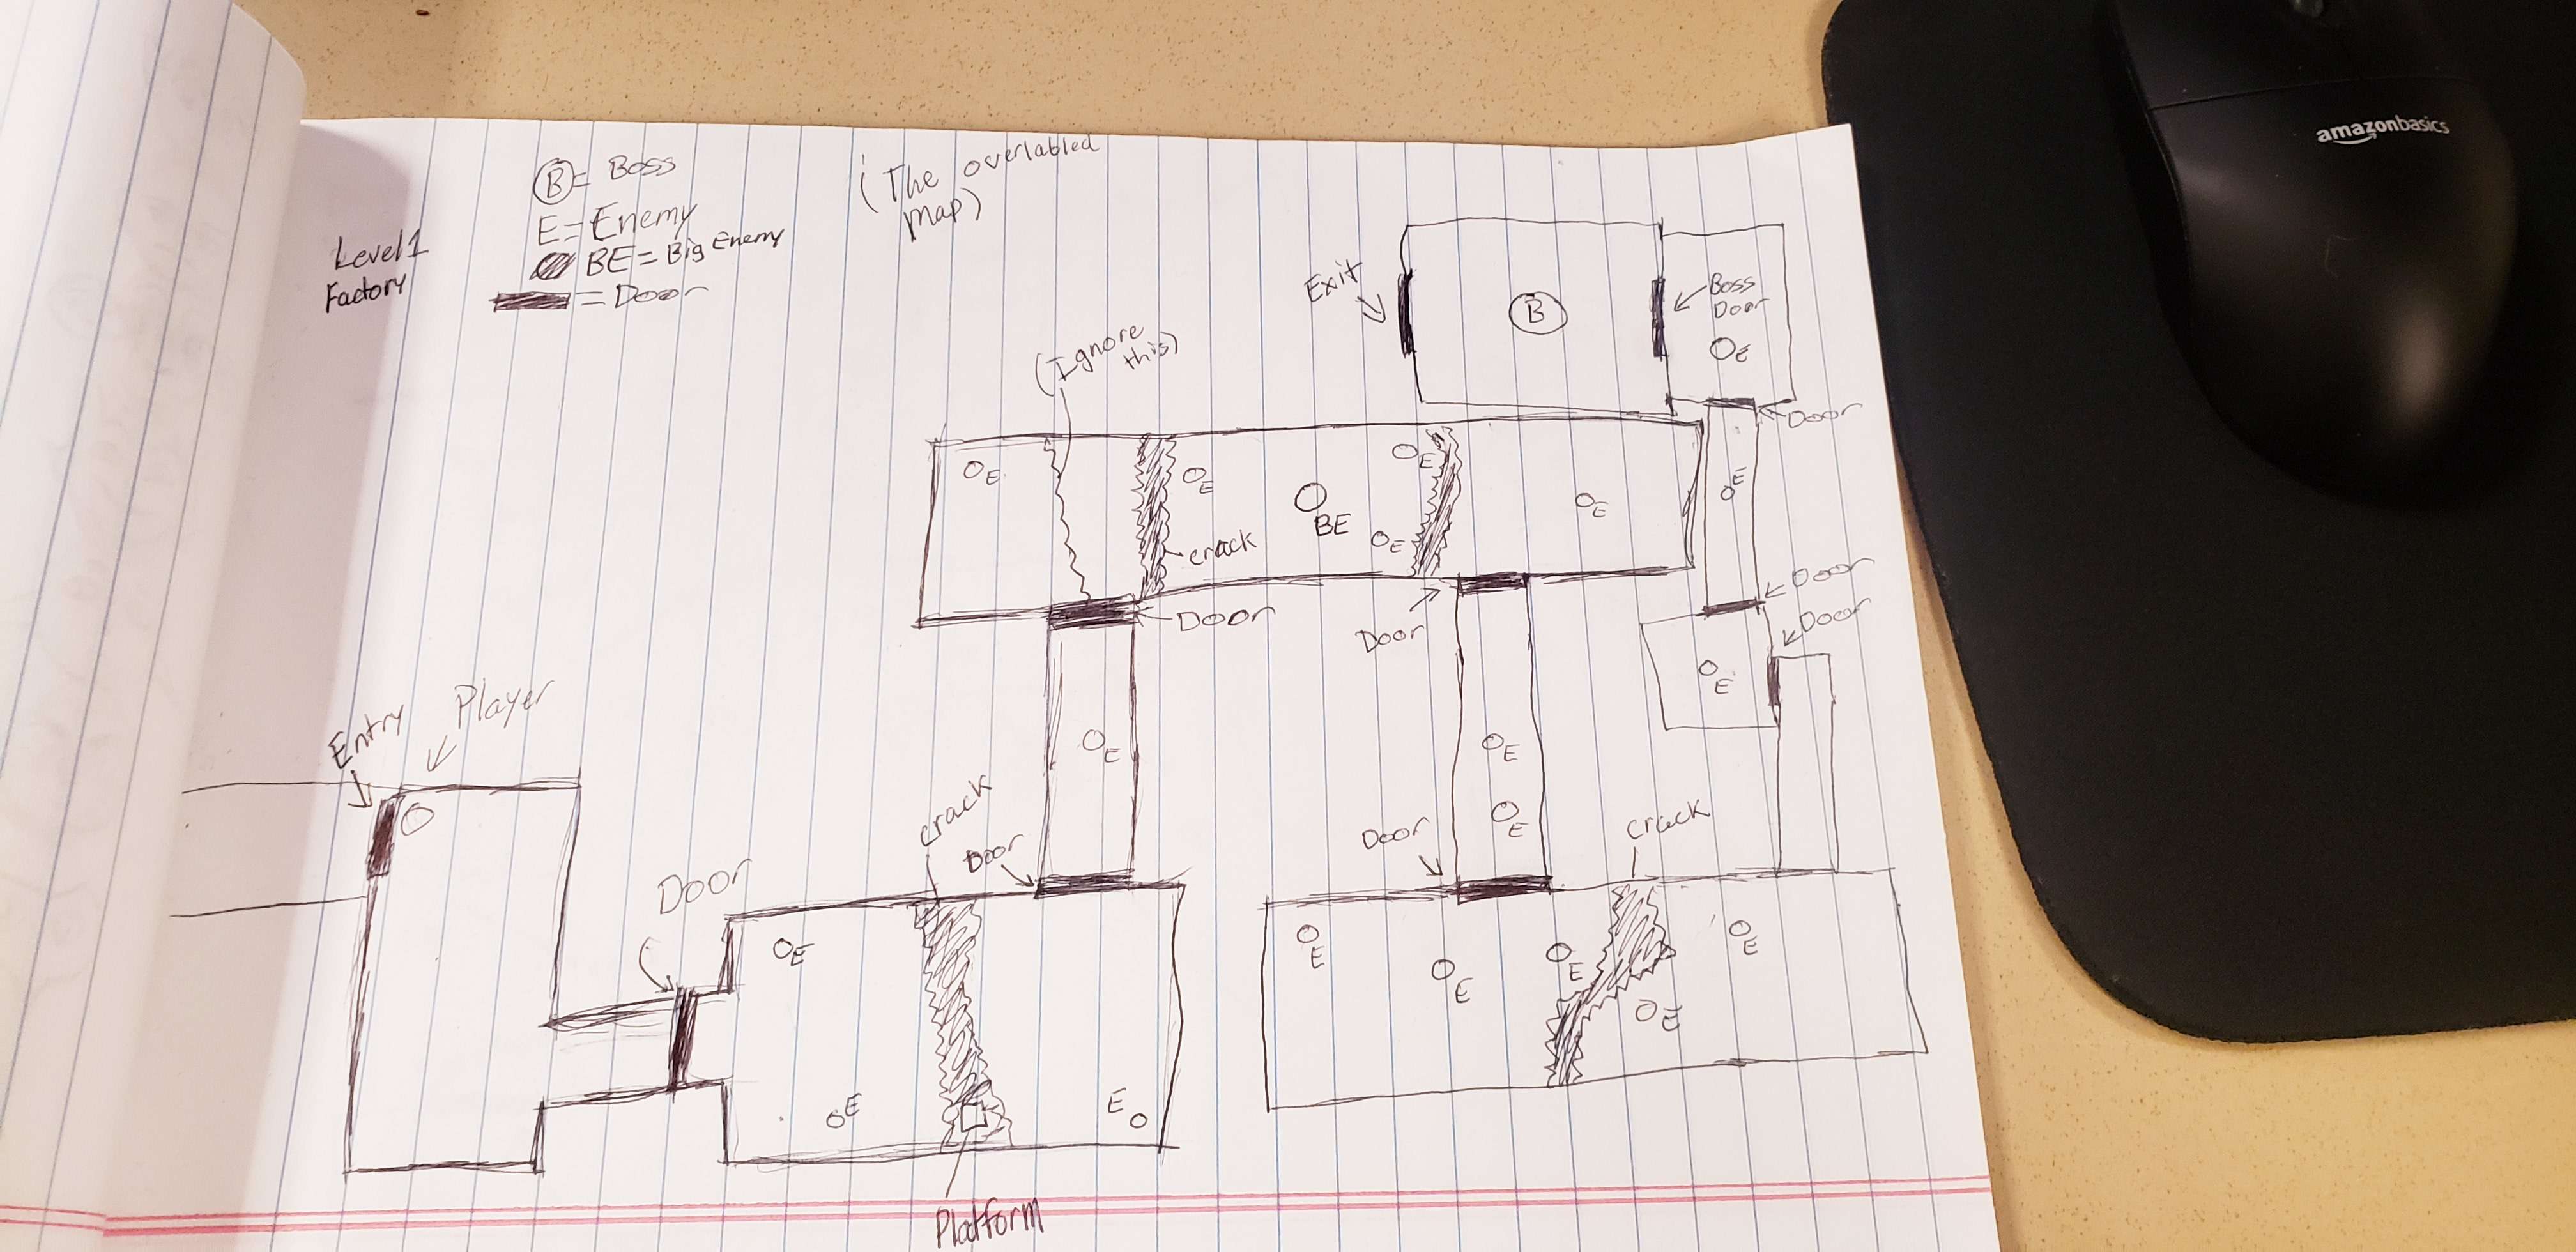 B = Boss
E = Enemy
BE = Big Enemy
= Door
Level 1
Factory
(The overlabled
map)
amazonbasics
Exit
B
Boss
Door
E
Door
(Ignore
this)
E
E
BE
E
E
E
E
crack
Door
Door
Door
Door
Door
E
Entry
Player
E
E
E
crack
Door
Door
crack
Door
E
E
E
E
E
E
E
E
E
Platform